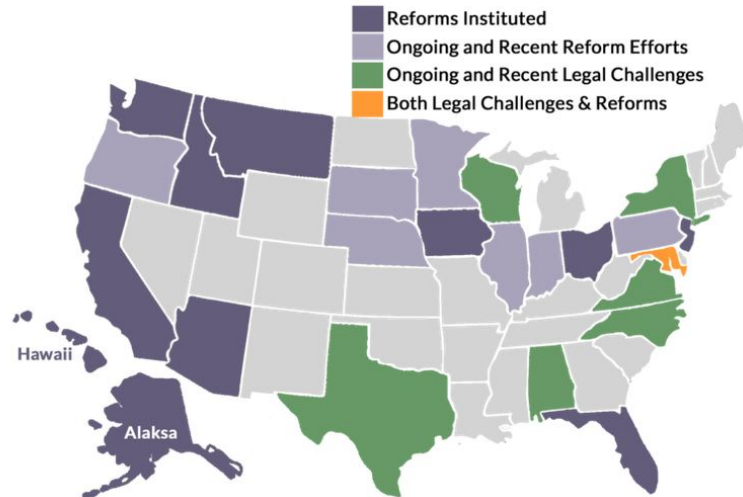 Reforms Instituted
Ongoing and Recent Reform Efforts
Ongoing and Recent Legal Challenges
Both Legal Challenges & Reforms
Hawaii
Alaksa